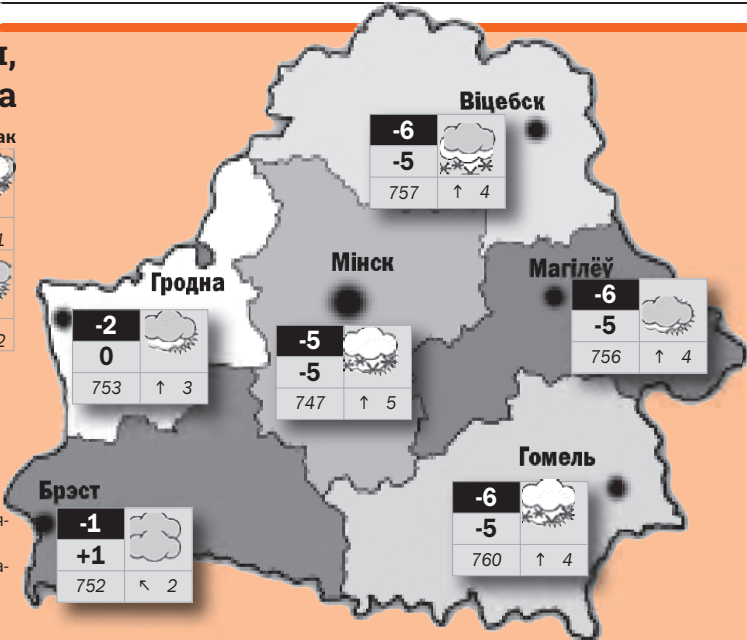 Віцебск
-6
-5
757 ↑ 4
Мінск
-5
-5
747 ↑ 5
Магілёў
-6
-5
756 ↑ 4
Гродна
-2
0
753 ↑ 3
Гомель
-6
-5
760 ↑ 4
Брэст
-1
+1
752 ↖ 2